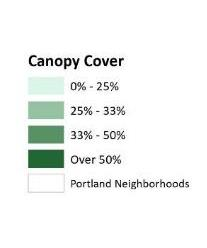 Canopy Cover
0% - 25%
25% - 33%
33% - 50%
Over 50%
Portland Neighborhoods